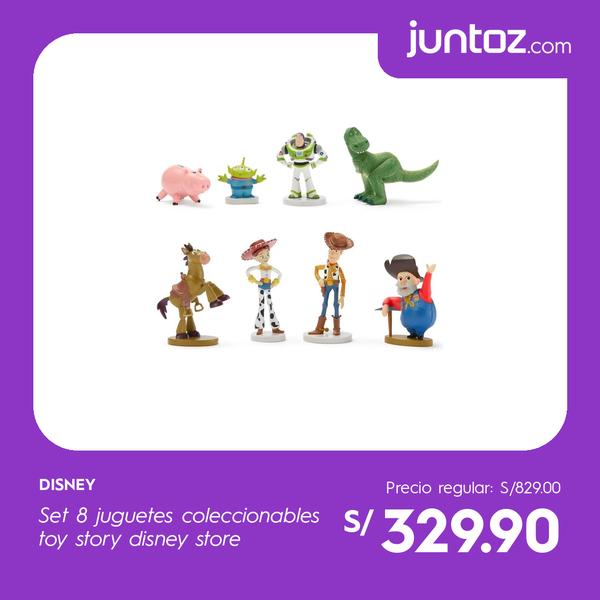 juntoz.com
DISNEY
Set 8 juguetes coleccionables
toy story disney store
Precio regular: S/829.00
S/ 329.90